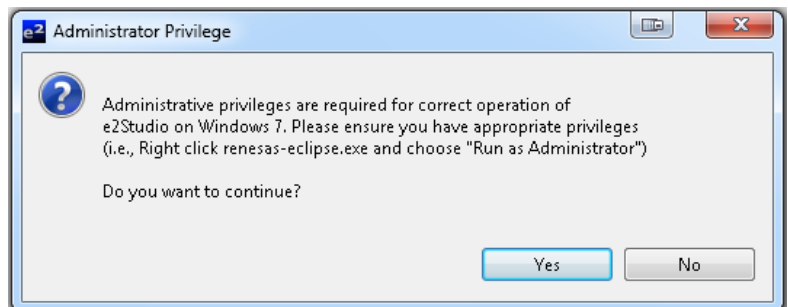 e² Administrator Privilege
Administrative privileges are required for correct operation of
e2Studio on Windows 7. Please ensure you have appropriate privileges
(i.e., Right click renesas-eclipse.exe and choose "Run as Administrator")
Do you want to continue?
Yes No